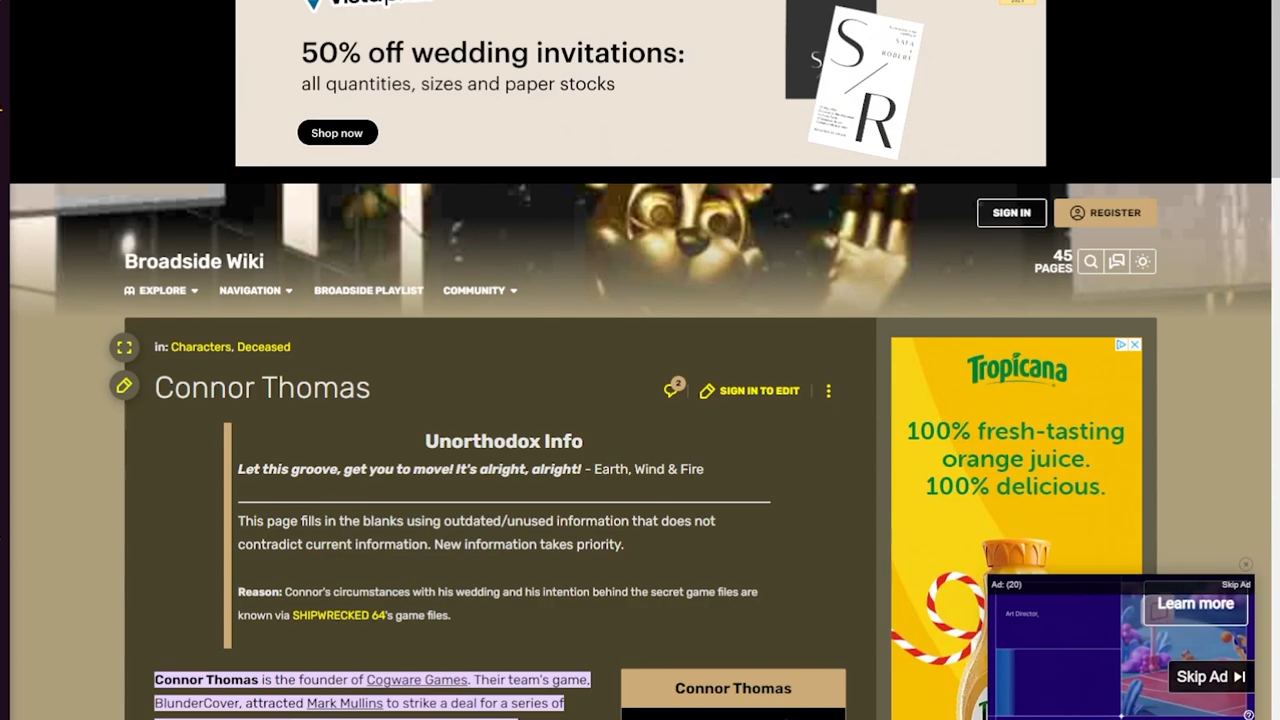 50% off wedding invitations:
all quantities, sizes and paper stocks
Shop now
S
R
SIGN IN
REGISTER
Broadside Wiki
45
PAGES
EXPLORE
NAVIGATION
BROADSIDE PLAYLIST
COMMUNITY
in: Characters, Deceased
Connor Thomas
2
SIGN IN TO EDIT
Unorthodox Info
Let this groove, get you to move! It's alright, alright! - Earth, Wind & Fire
This page fills in the blanks using outdated/unused information that does not
contradict current information. New information takes priority.
Reason: Connor's circumstances with his wedding and his intention behind the secret game files are
known via SHIPWRECKED 64's game files.
Connor Thomas is the founder of Cogware Games. Their team's game,
BlunderCover, attracted Mark Mullins to strike a deal for a series of
Connor Thomas
Tropicana
100% fresh-tasting
orange juice.
100% delicious.
Ad: (20)
Skip Ad
Learn more
Art Director,
Skip Ad